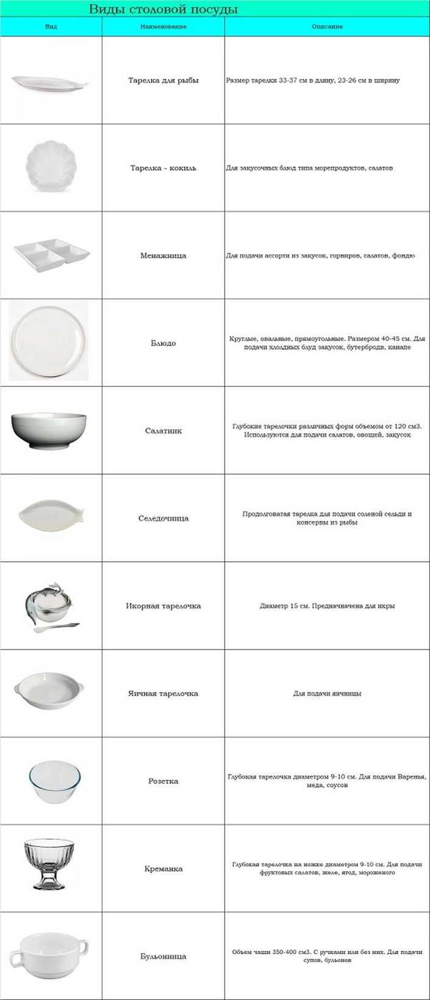 Виды столовой посуды
Вид Наименование Описание
Тарелка для рыбы Размер тарелки 33-37 см в длину, 23-26 см в ширину
Тарелка - кокиль Для закусочных блюд типа морепродуктов, салатов
Менажница Для подачи ассорти из закусок, горниров, салатов, фондю
Блюдо
Круглые, овальные, прямоугольные. Размером 40-45 см. Для
подачи хлолдных блуд закусок, бутербродв, канапе
Салатник
Глубокие тарелочки различных форм объемом от 120 см3.
Используются для подачи салатов, овощей, закусок
Селедочница
Продолговатая тарелка для подачи соленой сельди и
консервы из рыбы
Икорная тарелочка Диаметр 15 см. Предначначена для икры
Яичная тарелочка Для подачи яичницы
Розетка
Глубокая тарелочка диаметром 9-10 см. Для подачи Варенья,
меда, соусов
Креманка
Глубокая тарелочка на ножке диаметром 9-10 см. Для подачи
фруктовых салатов, желе, ягод, мороженого
Бульонница
Объем чаши 350-400 см3. С ручками или без них. Для подачи
супов, бульонов